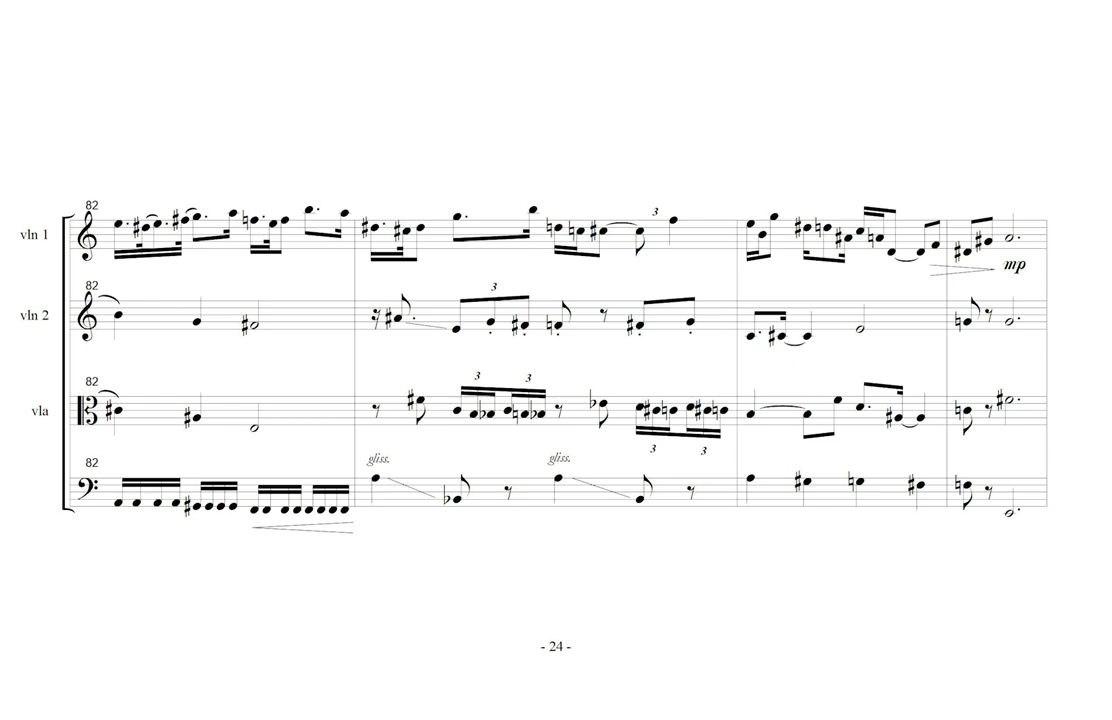 82
vln 1
3
mp
82
vln 2
3
82
vla
3 3
3 3
82
gliss. gliss.
- 24 -